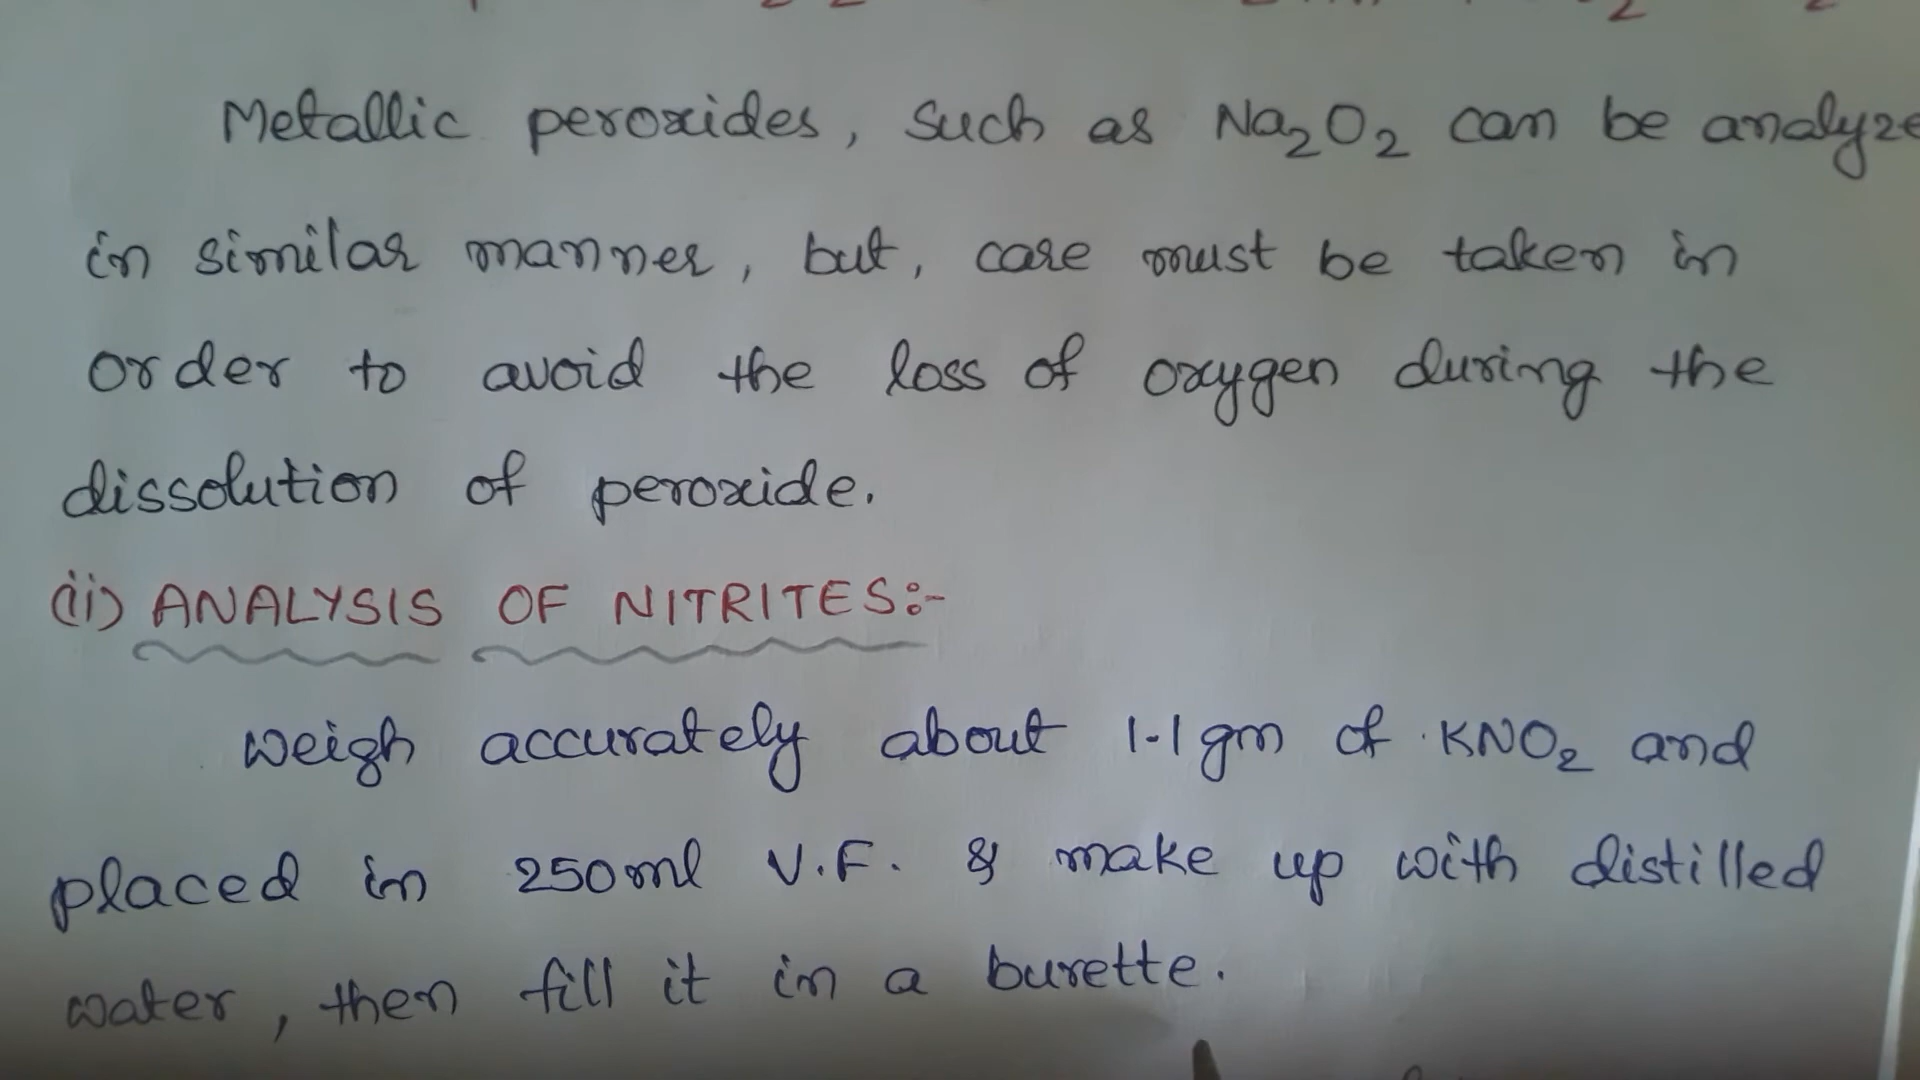 Metallic peroxides, such as Na₂O₂ can be analyze
in similar manner, but, care must be taken in
order to avoid the loss of oxygen during the
dissolution of peroxide.
(ii) ANALYSIS OF NITRITES:-
Weigh accurately about 1.1 gm of KNO₂ and
placed in 250ml V.F. & make up with distilled
water, then fill it in a burette.